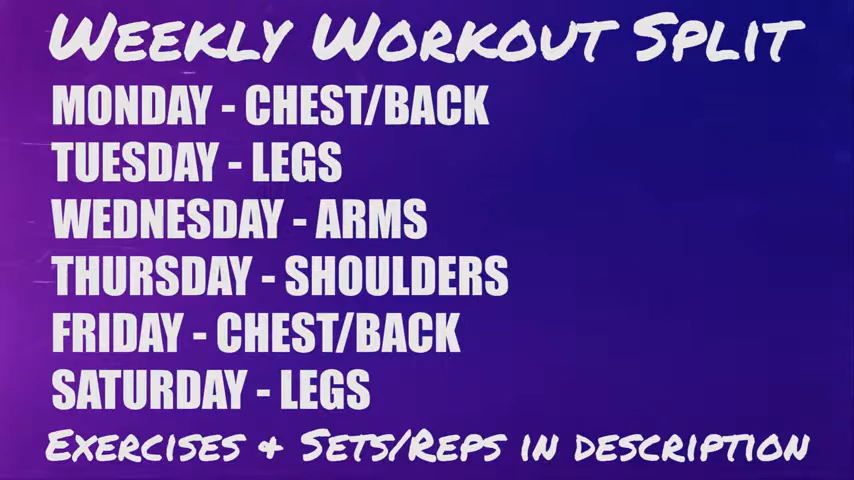 WEEKLY WORKOUT SPLIT
MONDAY - CHEST/BACK
TUESDAY - LEGS
WEDNESDAY - ARMS
THURSDAY - SHOULDERS
FRIDAY - CHEST/BACK
SATURDAY - LEGS
EXERCISES & SETS/REPS IN DESCRIPTION